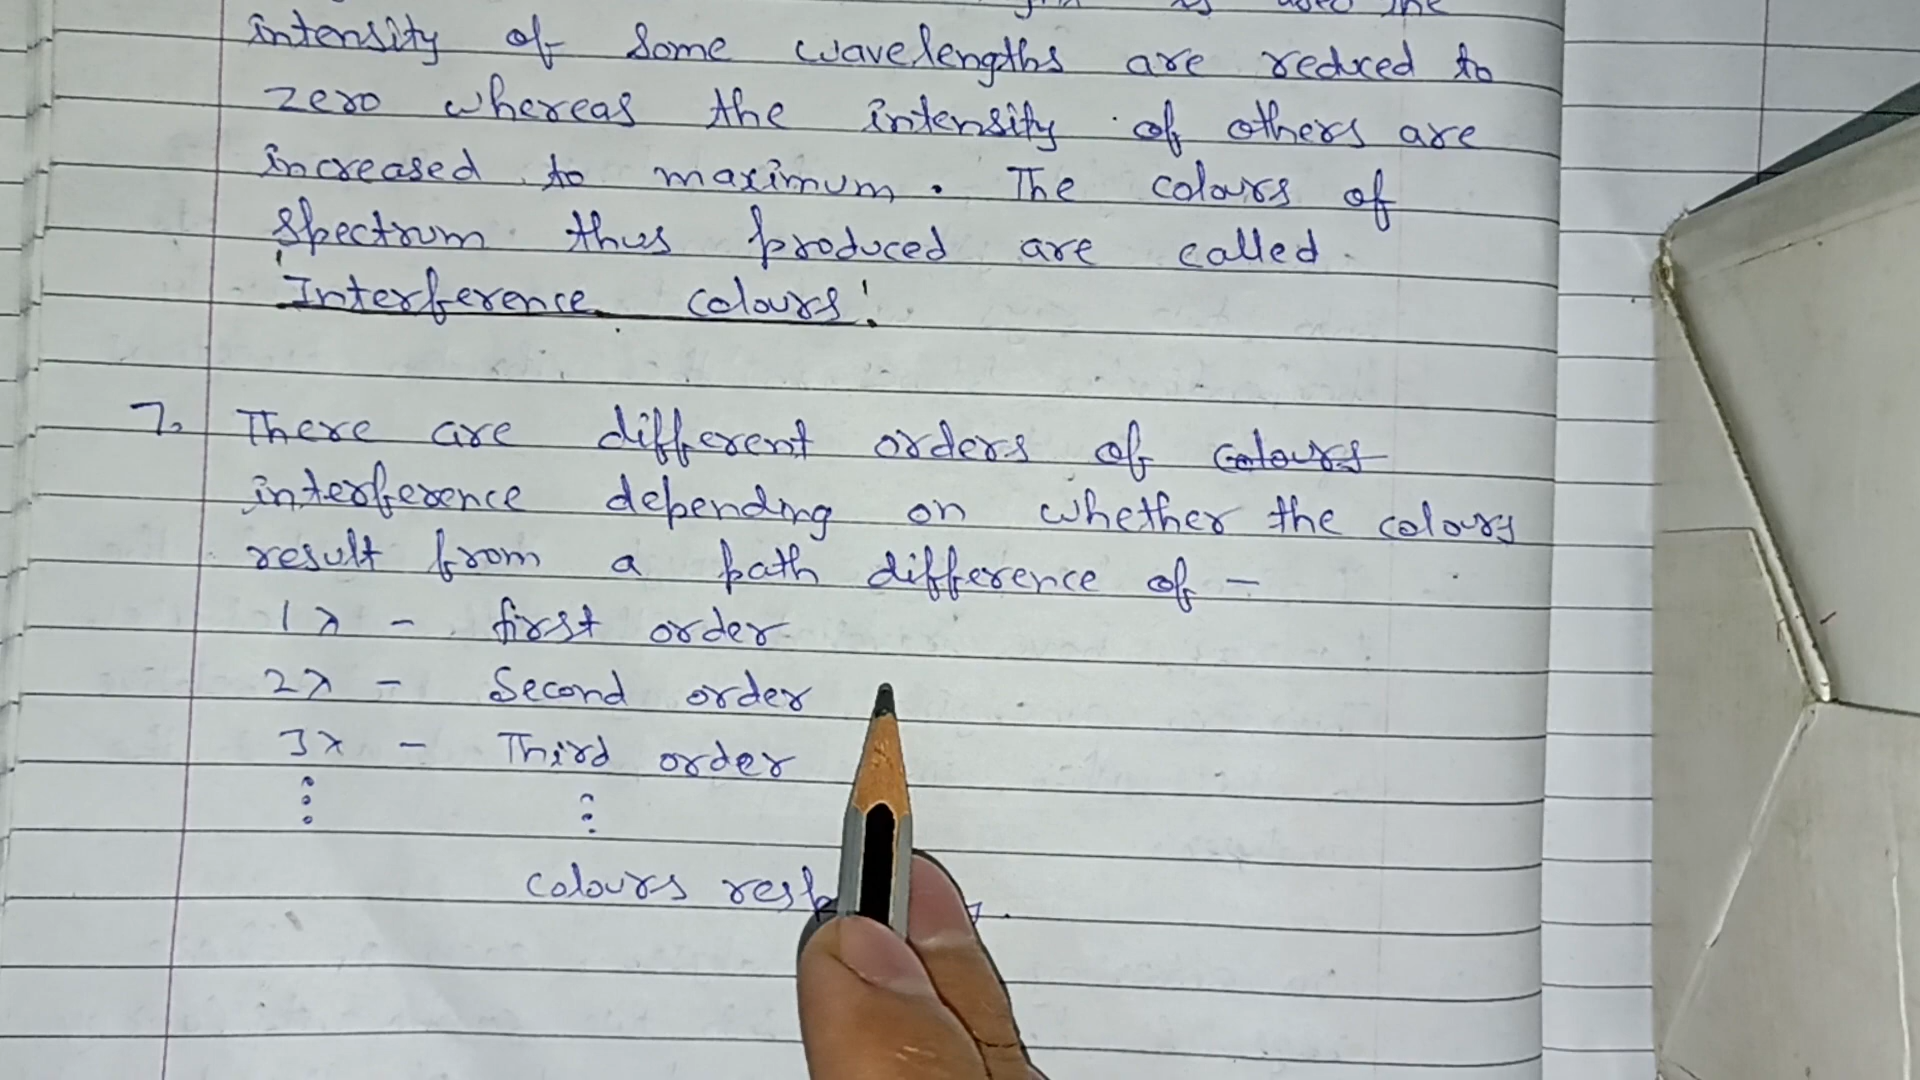 intensity of some wavelengths are reduced to
zero whereas the intensity of others are
increased to maximum. The colours of
spectrum thus produced are called
'Interference colours'.
7. There are different orders of colours
interference depending on whether the colours
result from a path difference of -
1λ - first order
2λ - Second order
3λ - Third order
colours